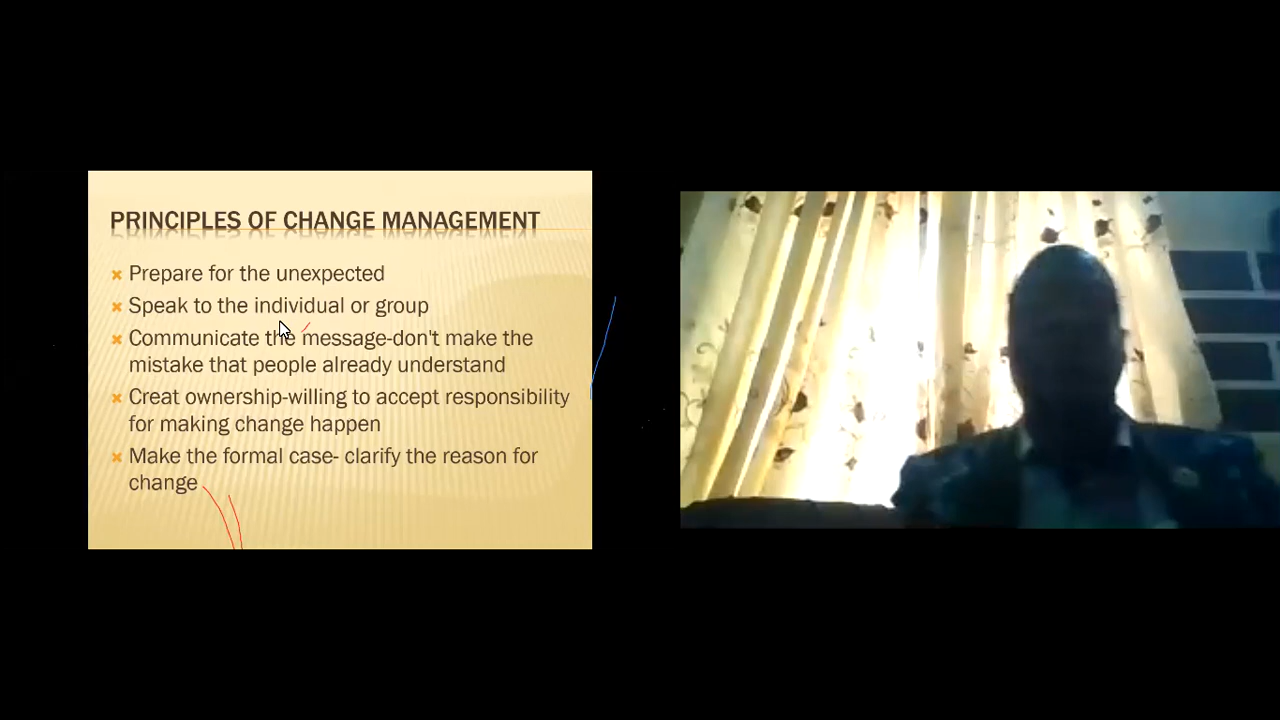 PRINCIPLES OF CHANGE MANAGEMENT
Prepare for the unexpected
Speak to the individual or group
Communicate the message-don't make the
mistake that people already understand
Creat ownership-willing to accept responsibility
for making change happen
Make the formal case- clarify the reason for
change